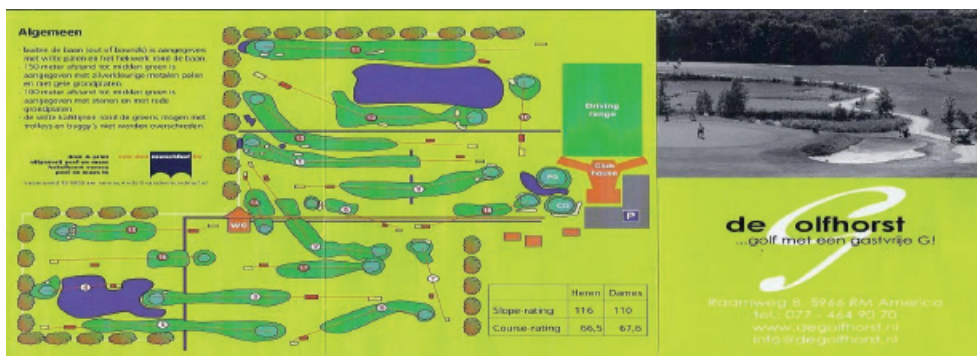 Algemeen
- buiten de baan (out of bounds) is aangegeven
met witte palen en het hekwerk rond de baan.
- 150 meter afstand tot midden green is
aangegeven met zilverkleurige metalen palen
en met gele grondplaten.
- 100 meter afstand tot midden green is
aangegeven met stenen en met rode
grondplaten.
- de witte kalklijnen rond de greens, mogen met
trolleys en buggy's niet worden overschreden.
druk & print
Driving
range
Club
house
P
PG
CG
WC
Heren Dames
Slope-rating 116 110
Course-rating 66,5 67,6
de Golfhorst
...golf met een gastvrije G!
Raamweg 8, 5966 RM America
tel.: 077 - 464 90 70
www.degolfhorst.nl
info@degolfhorst.nl